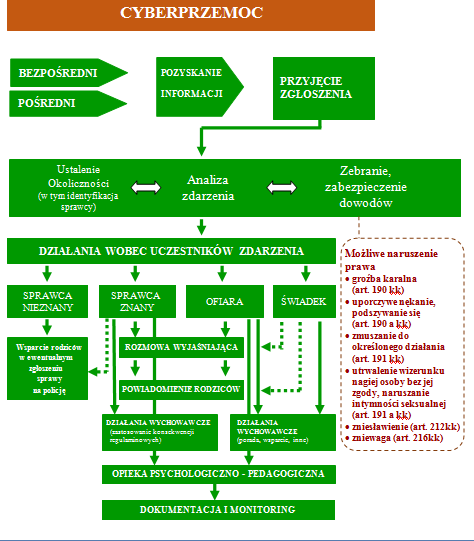 CYBERPRZEMOC
BEZPOŚREDNI
POŚREDNI
POZYSKANIE
INFORMACJI
PRZYJĘCIE
ZGŁOSZENIA
Ustalenie
Okoliczności
(w tym identyfikacja
sprawcy)
Analiza
zdarzenia
Zebranie,
zabezpieczenie
dowodów
DZIAŁANIA WOBEC UCZESTNIKÓW ZDARZENIA
SPRAWCA
NIEZNANY
SPRAWCA
ZNANY
OFIARA
ŚWIADEK
Wsparcie rodziców
w ewentualnym
zgłoszeniu
sprawy
na policję
ROZMOWA WYJAŚNIAJĄCA
POWIADOMIENIE RODZICÓW
DZIAŁANIA WYCHOWAWCZE
(zastosowanie konsekwencji
regulaminowych)
DZIAŁANIA
WYCHOWAWCZE
(porada, wsparcie, inne)
OPIEKA PSYCHOLOGICZNO - PEDAGOGICZNA
DOKUMENTACJA I MONITORING
Możliwe naruszenie
prawa
• groźba karalna
(art. 190 kk)
• uporczywe nękanie,
podszywanie się
(art. 190 a kk)
• zmuszanie do
określonego działania
(art. 191 kk)
• utrwalenie wizerunku
nagiej osoby bez jej
zgody, naruszanie
intymności seksualnej
(art. 191 a kk)
• zniesławienie (art. 212kk)
• zniewaga (art. 216kk)